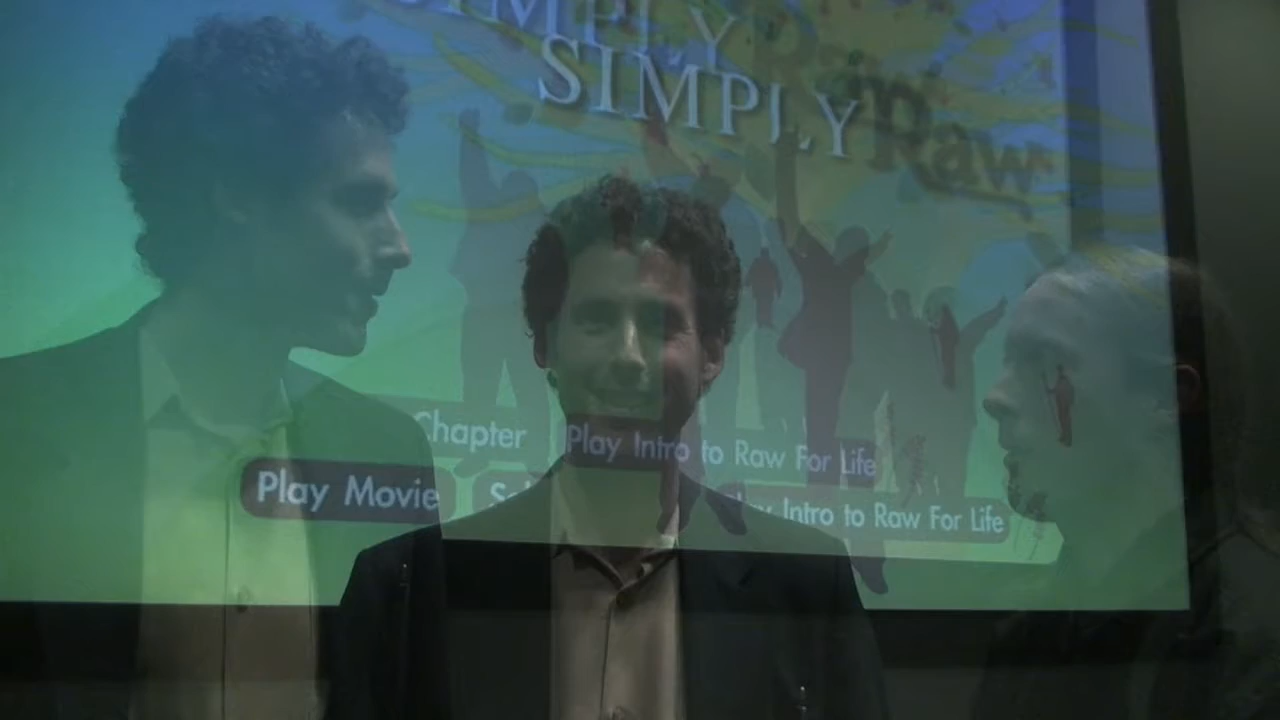 SIMPLY
SIMPLY Raw
Chapter Play Intro to Raw For Life
Play Movie Intro to Raw For Life